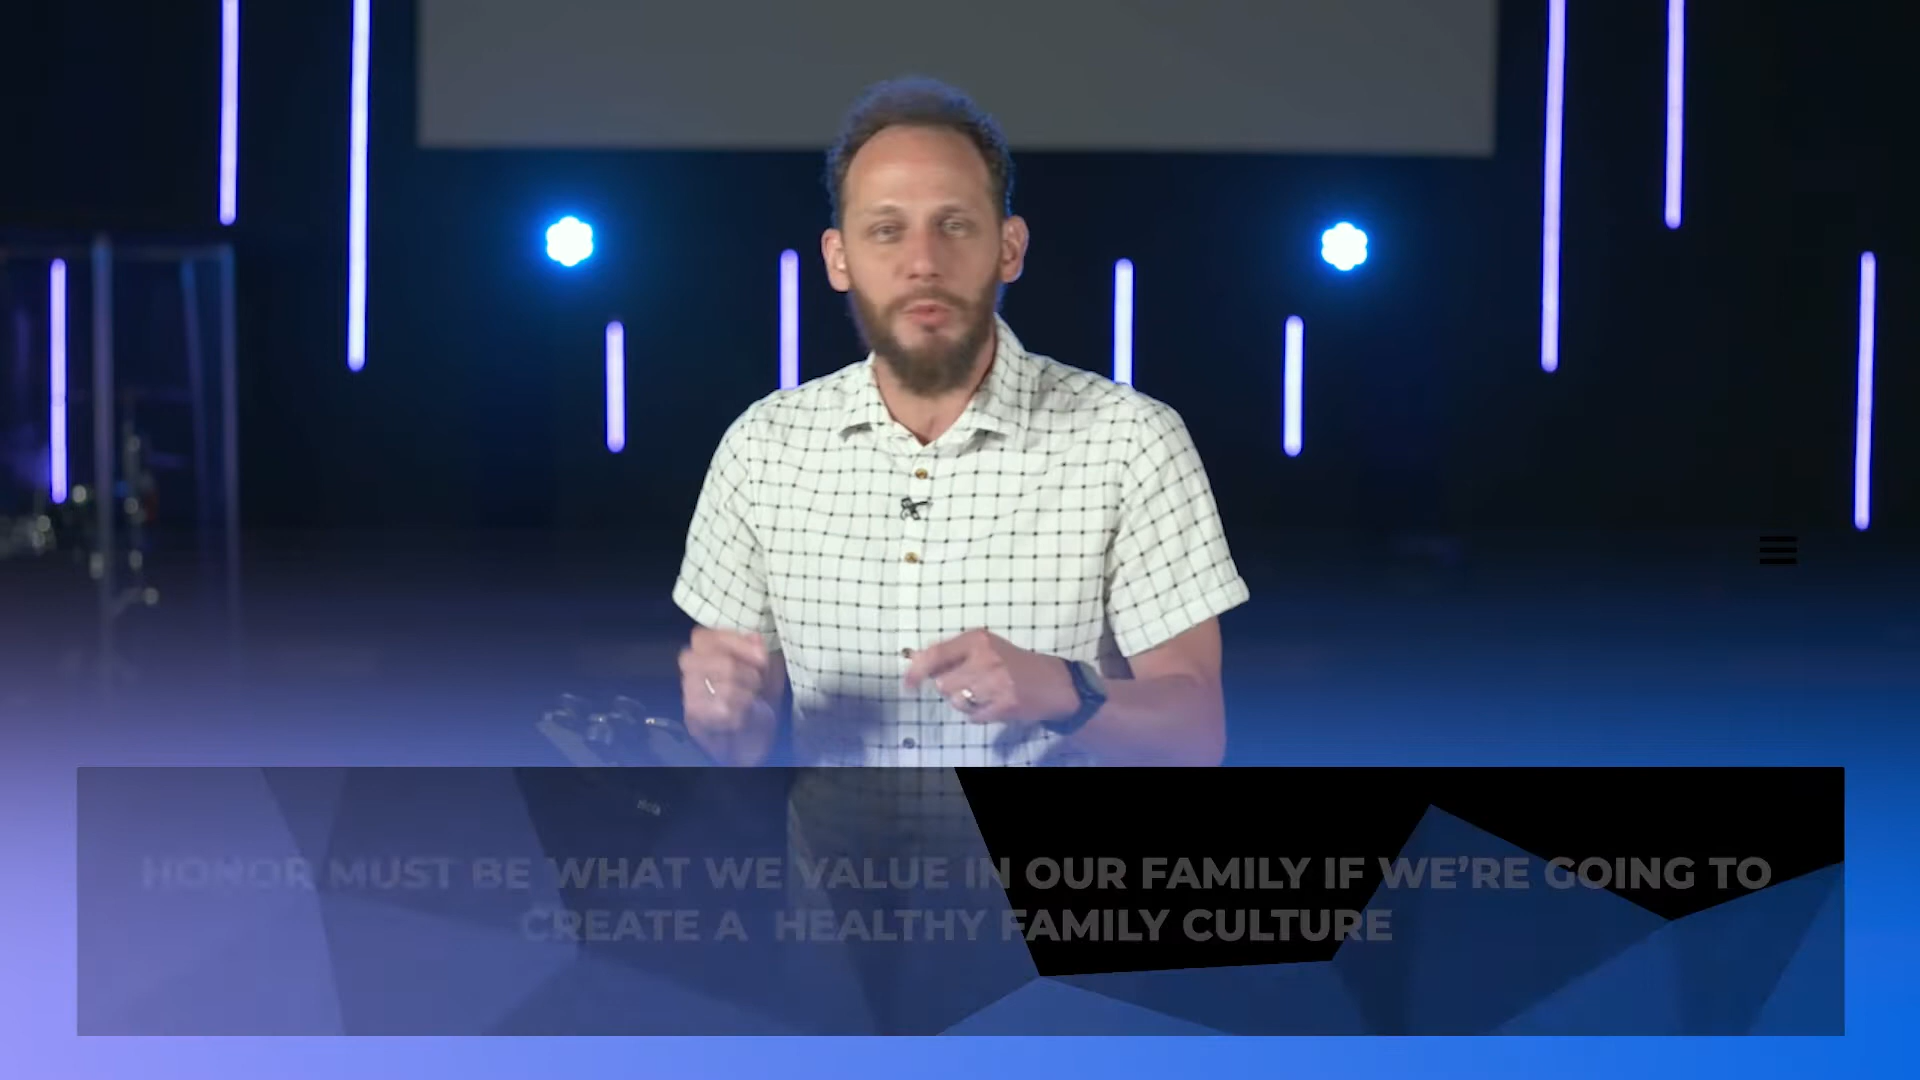 HONOR MUST BE WHAT WE VALUE IN OUR FAMILY IF WE’RE GOING TO
CREATE A HEALTHY FAMILY CULTURE